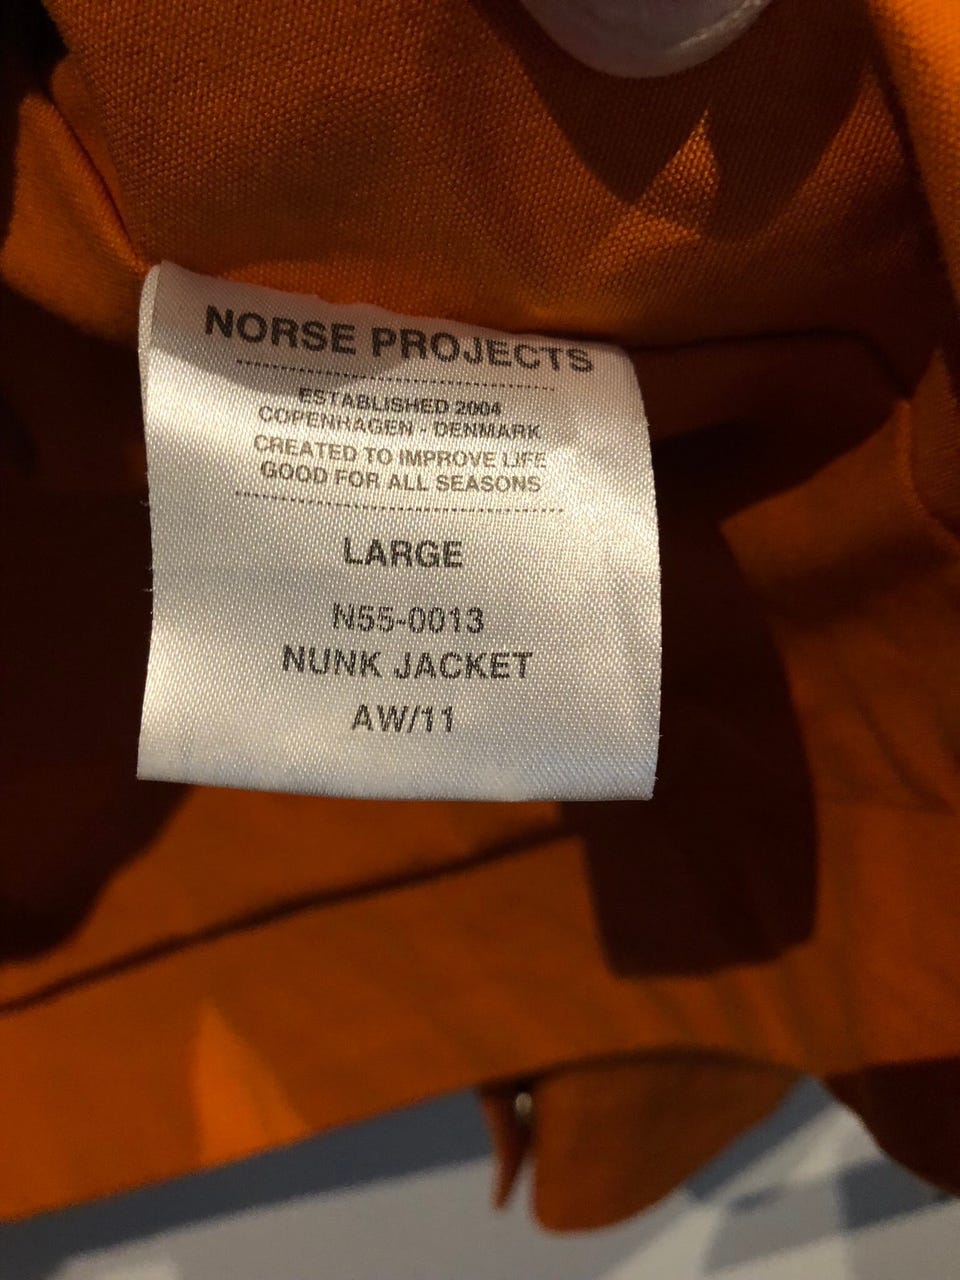 NORSE PROJECTS
ESTABLISHED 2004
COPENHAGEN - DENMARK
CREATED TO IMPROVE LIFE
GOOD FOR ALL SEASONS
LARGE
N55-0013
NUNK JACKET
AW/11